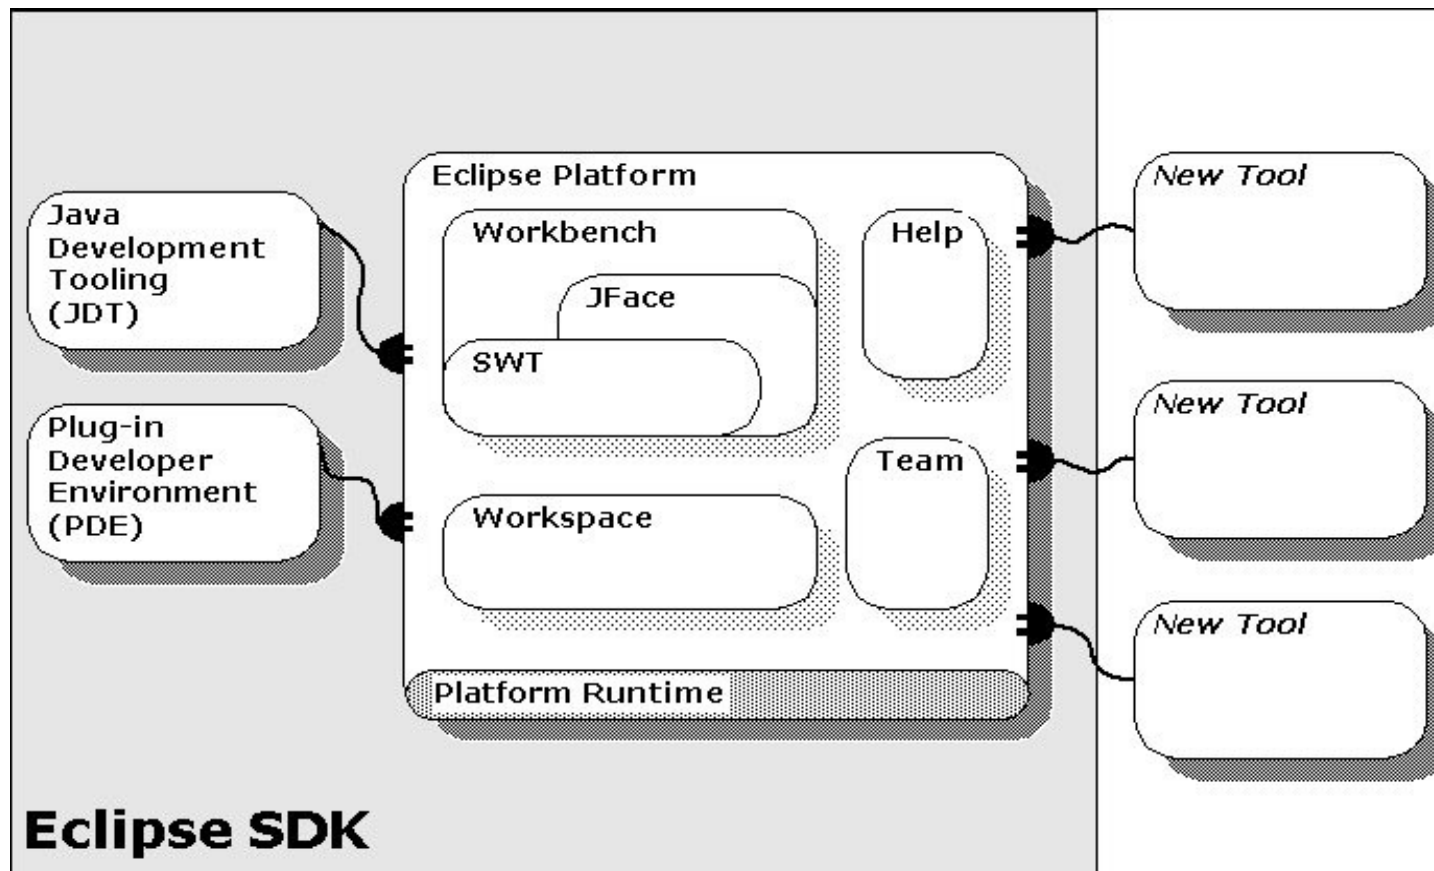 Eclipse Platform
Workbench
JFace
SWT
Help
Team
Workspace
Platform Runtime
Java
Development
Tooling
(JDT)
Plug-in
Developer
Environment
(PDE)
New Tool
New Tool
New Tool
Eclipse SDK